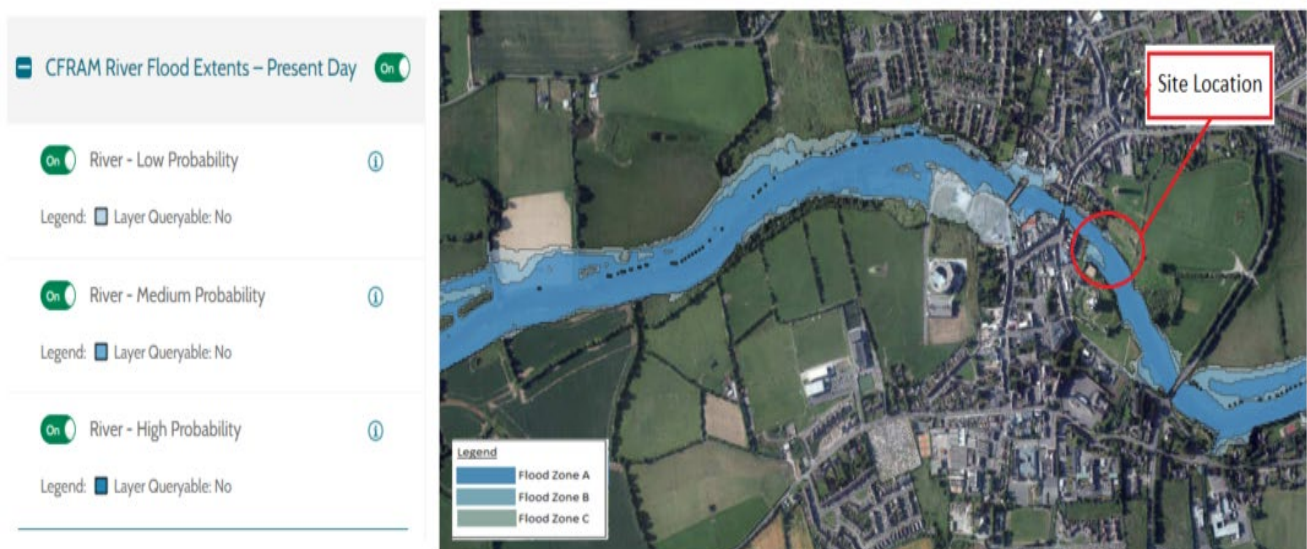 CFRAM River Flood Extents – Present Day
On
On
River - Low Probability
Legend: Layer Queryable: No
On
River - Medium Probability
Legend: Layer Queryable: No
On
River - High Probability
Legend: Layer Queryable: No
Site Location
Legend
Flood Zone A
Flood Zone B
Flood Zone C